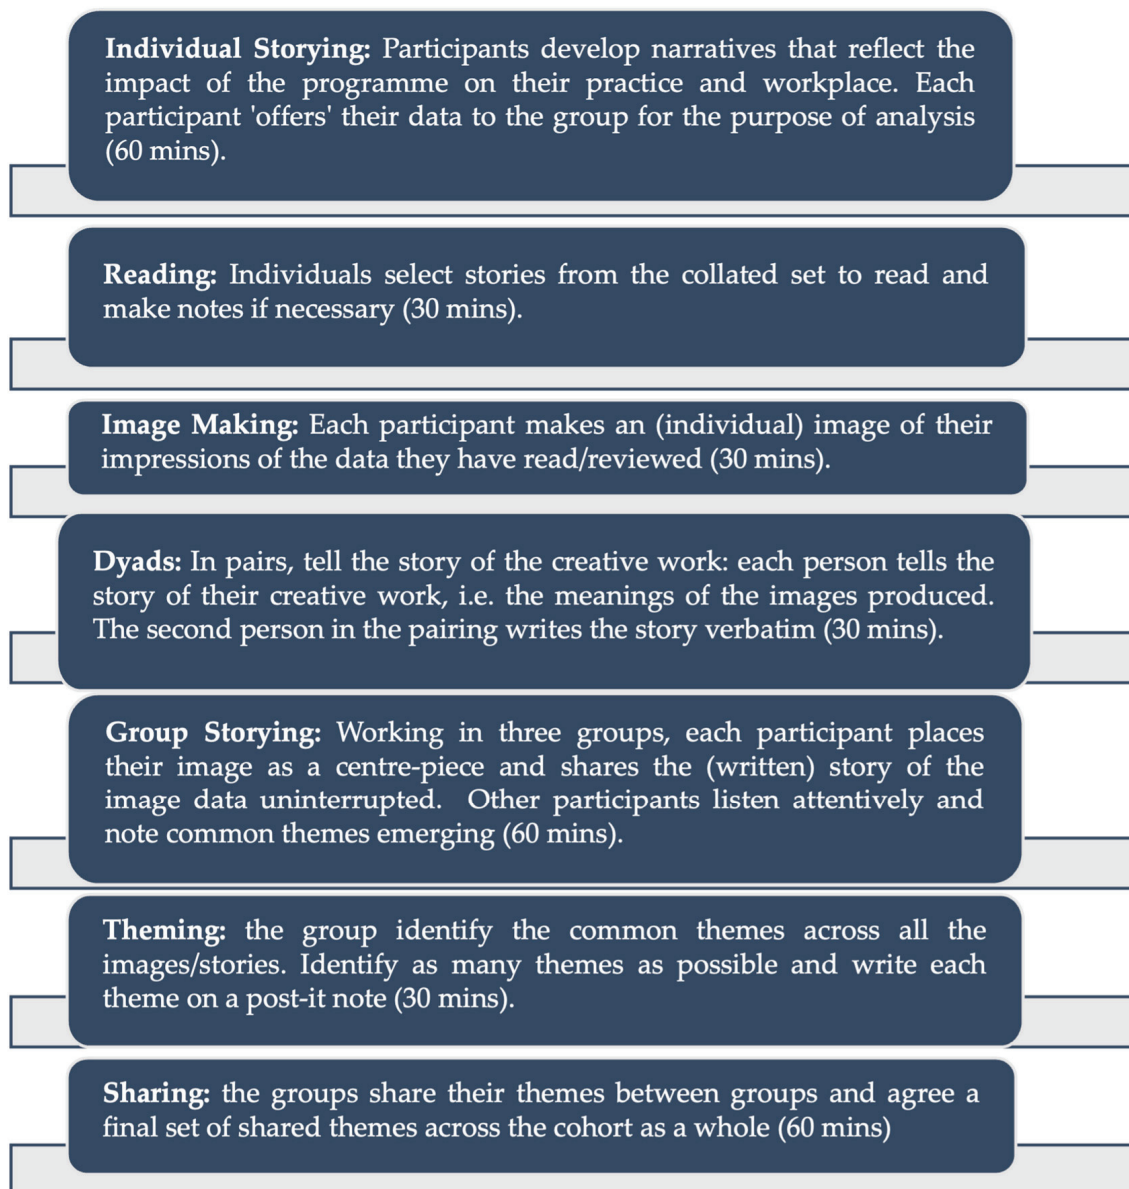 Individual Storying: Participants develop narratives that reflect the
impact of the programme on their practice and workplace. Each
participant 'offers' their data to the group for the purpose of analysis
(60 mins).
Reading: Individuals select stories from the collated set to read and
make notes if necessary (30 mins).
Image Making: Each participant makes an (individual) image of their
impressions of the data they have read/reviewed (30 mins).
Dyads: In pairs, tell the story of the creative work: each person tells the
story of their creative work, i.e. the meanings of the images produced.
The second person in the pairing writes the story verbatim (30 mins).
Group Storying: Working in three groups, each participant places
their image as a centre-piece and shares the (written) story of the
image data uninterrupted. Other participants listen attentively and
note common themes emerging (60 mins).
Theming: the group identify the common themes across all the
images/stories. Identify as many themes as possible and write each
theme on a post-it note (30 mins).
Sharing: the groups share their themes between groups and agree a
final set of shared themes across the cohort as a whole (60 mins)